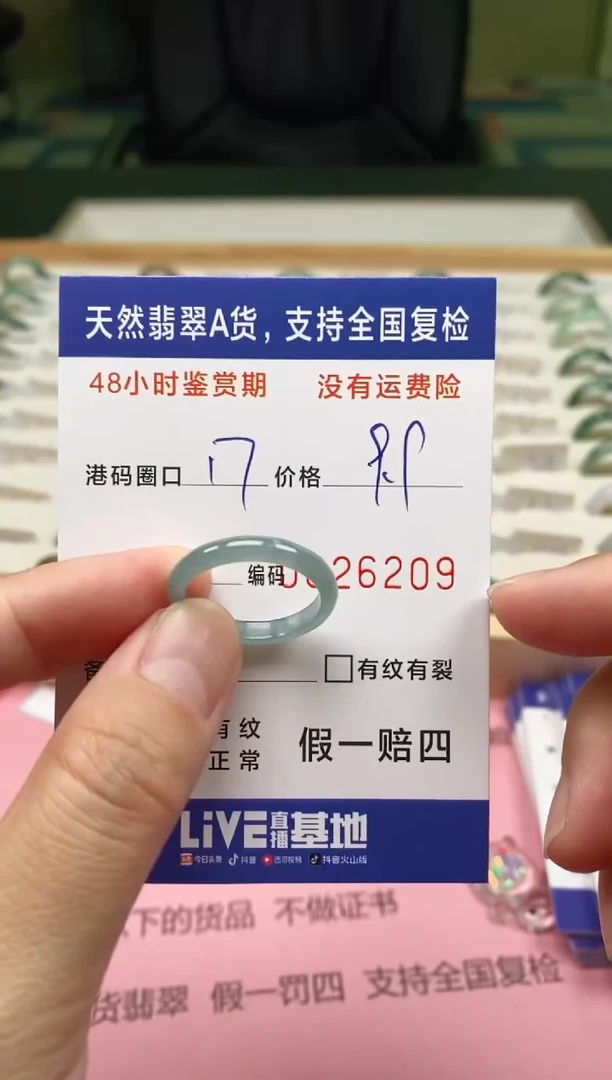 天然翡翠A货，支持全国复检
48小时鉴赏期 没有运费险
港码圈口 17 价格
编码 26209
有纹有裂
有纹
正常 假一赔四
LiVE直播基地
今日头条 抖音 西瓜视频 抖音火山版
下的货品 不做证书
货翡翠 假一罚四 支持全国复检